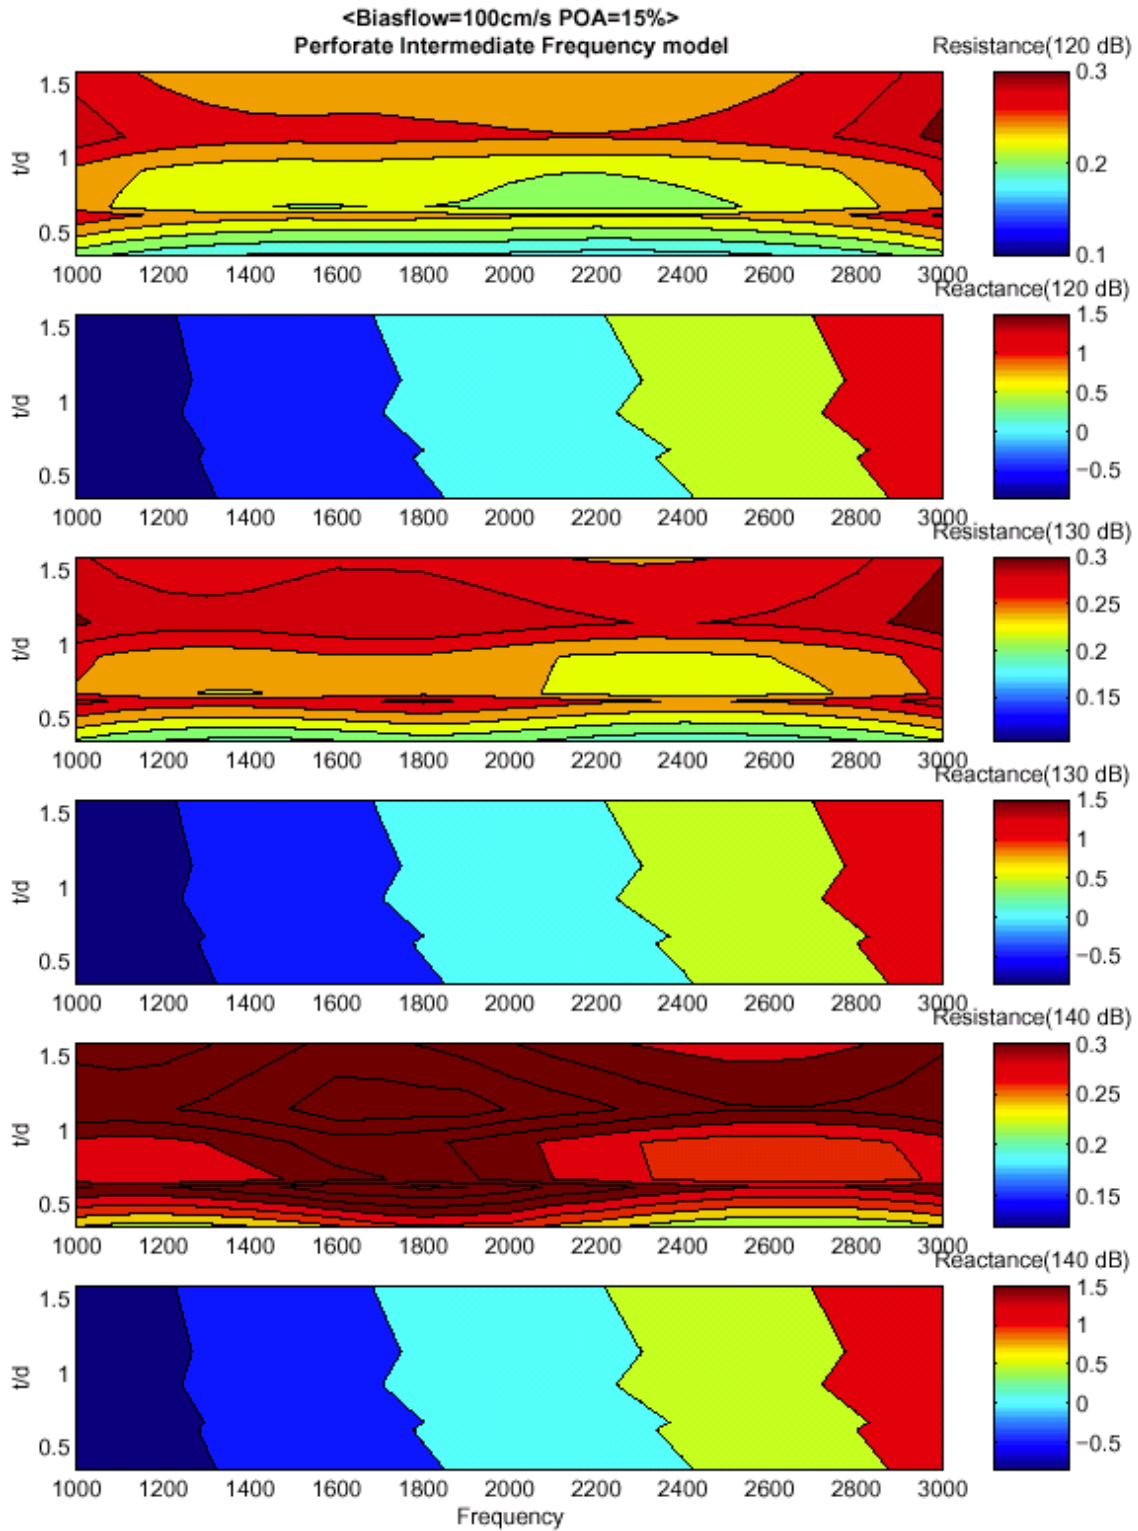 <Biasflow=100cm/s POA=15%>
Perforate Intermediate Frequency model
Resistance(120 dB)
1.5
1
0.5
t/d
1000 1200 1400 1600 1800 2000 2200 2400 2600 2800 3000
0.3
0.2
0.1
Reactance(120 dB)
1.5
1
0.5
t/d
1000 1200 1400 1600 1800 2000 2200 2400 2600 2800 3000
1.5
1
0.5
0
−0.5
Resistance(130 dB)
1.5
1
0.5
t/d
1000 1200 1400 1600 1800 2000 2200 2400 2600 2800 3000
0.3
0.25
0.2
0.15
Reactance(130 dB)
1.5
1
0.5
t/d
1000 1200 1400 1600 1800 2000 2200 2400 2600 2800 3000
1.5
1
0.5
0
−0.5
Resistance(140 dB)
1.5
1
0.5
t/d
1000 1200 1400 1600 1800 2000 2200 2400 2600 2800 3000
0.3
0.25
0.2
0.15
Reactance(140 dB)
1.5
1
0.5
t/d
1000 1200 1400 1600 1800 2000 2200 2400 2600 2800 3000
1.5
1
0.5
0
−0.5
Frequency